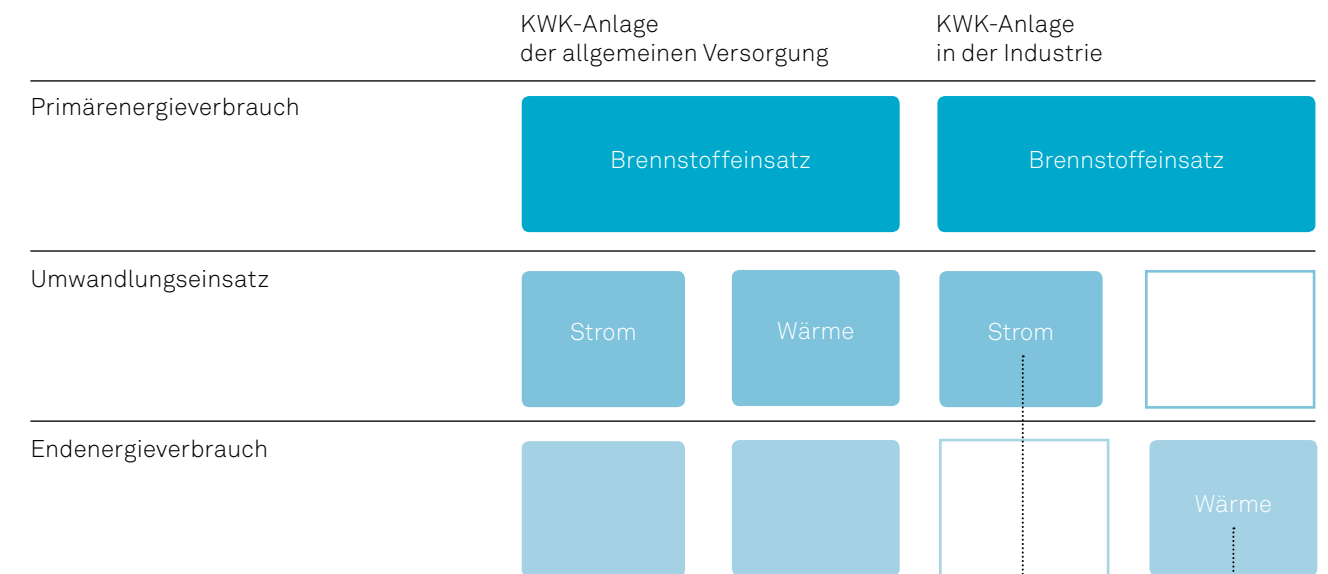 KWK-Anlage
der allgemeinen Versorgung
KWK-Anlage
in der Industrie
Primärenergieverbrauch
Brennstoffeinsatz
Brennstoffeinsatz
Umwandlungseinsatz
Strom
Wärme
Strom
Endenergieverbrauch
Wärme